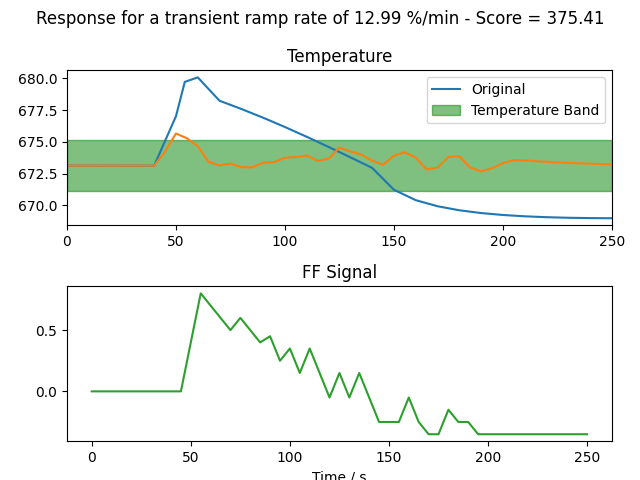 Response for a transient ramp rate of 12.99 %/min - Score = 375.41
Temperature
680.0
677.5
675.0
672.5
670.0
Original
Temperature Band
0 50 100 150 200 250
FF Signal
0.5
0.0
0 50 100 150 200 250
Time / s